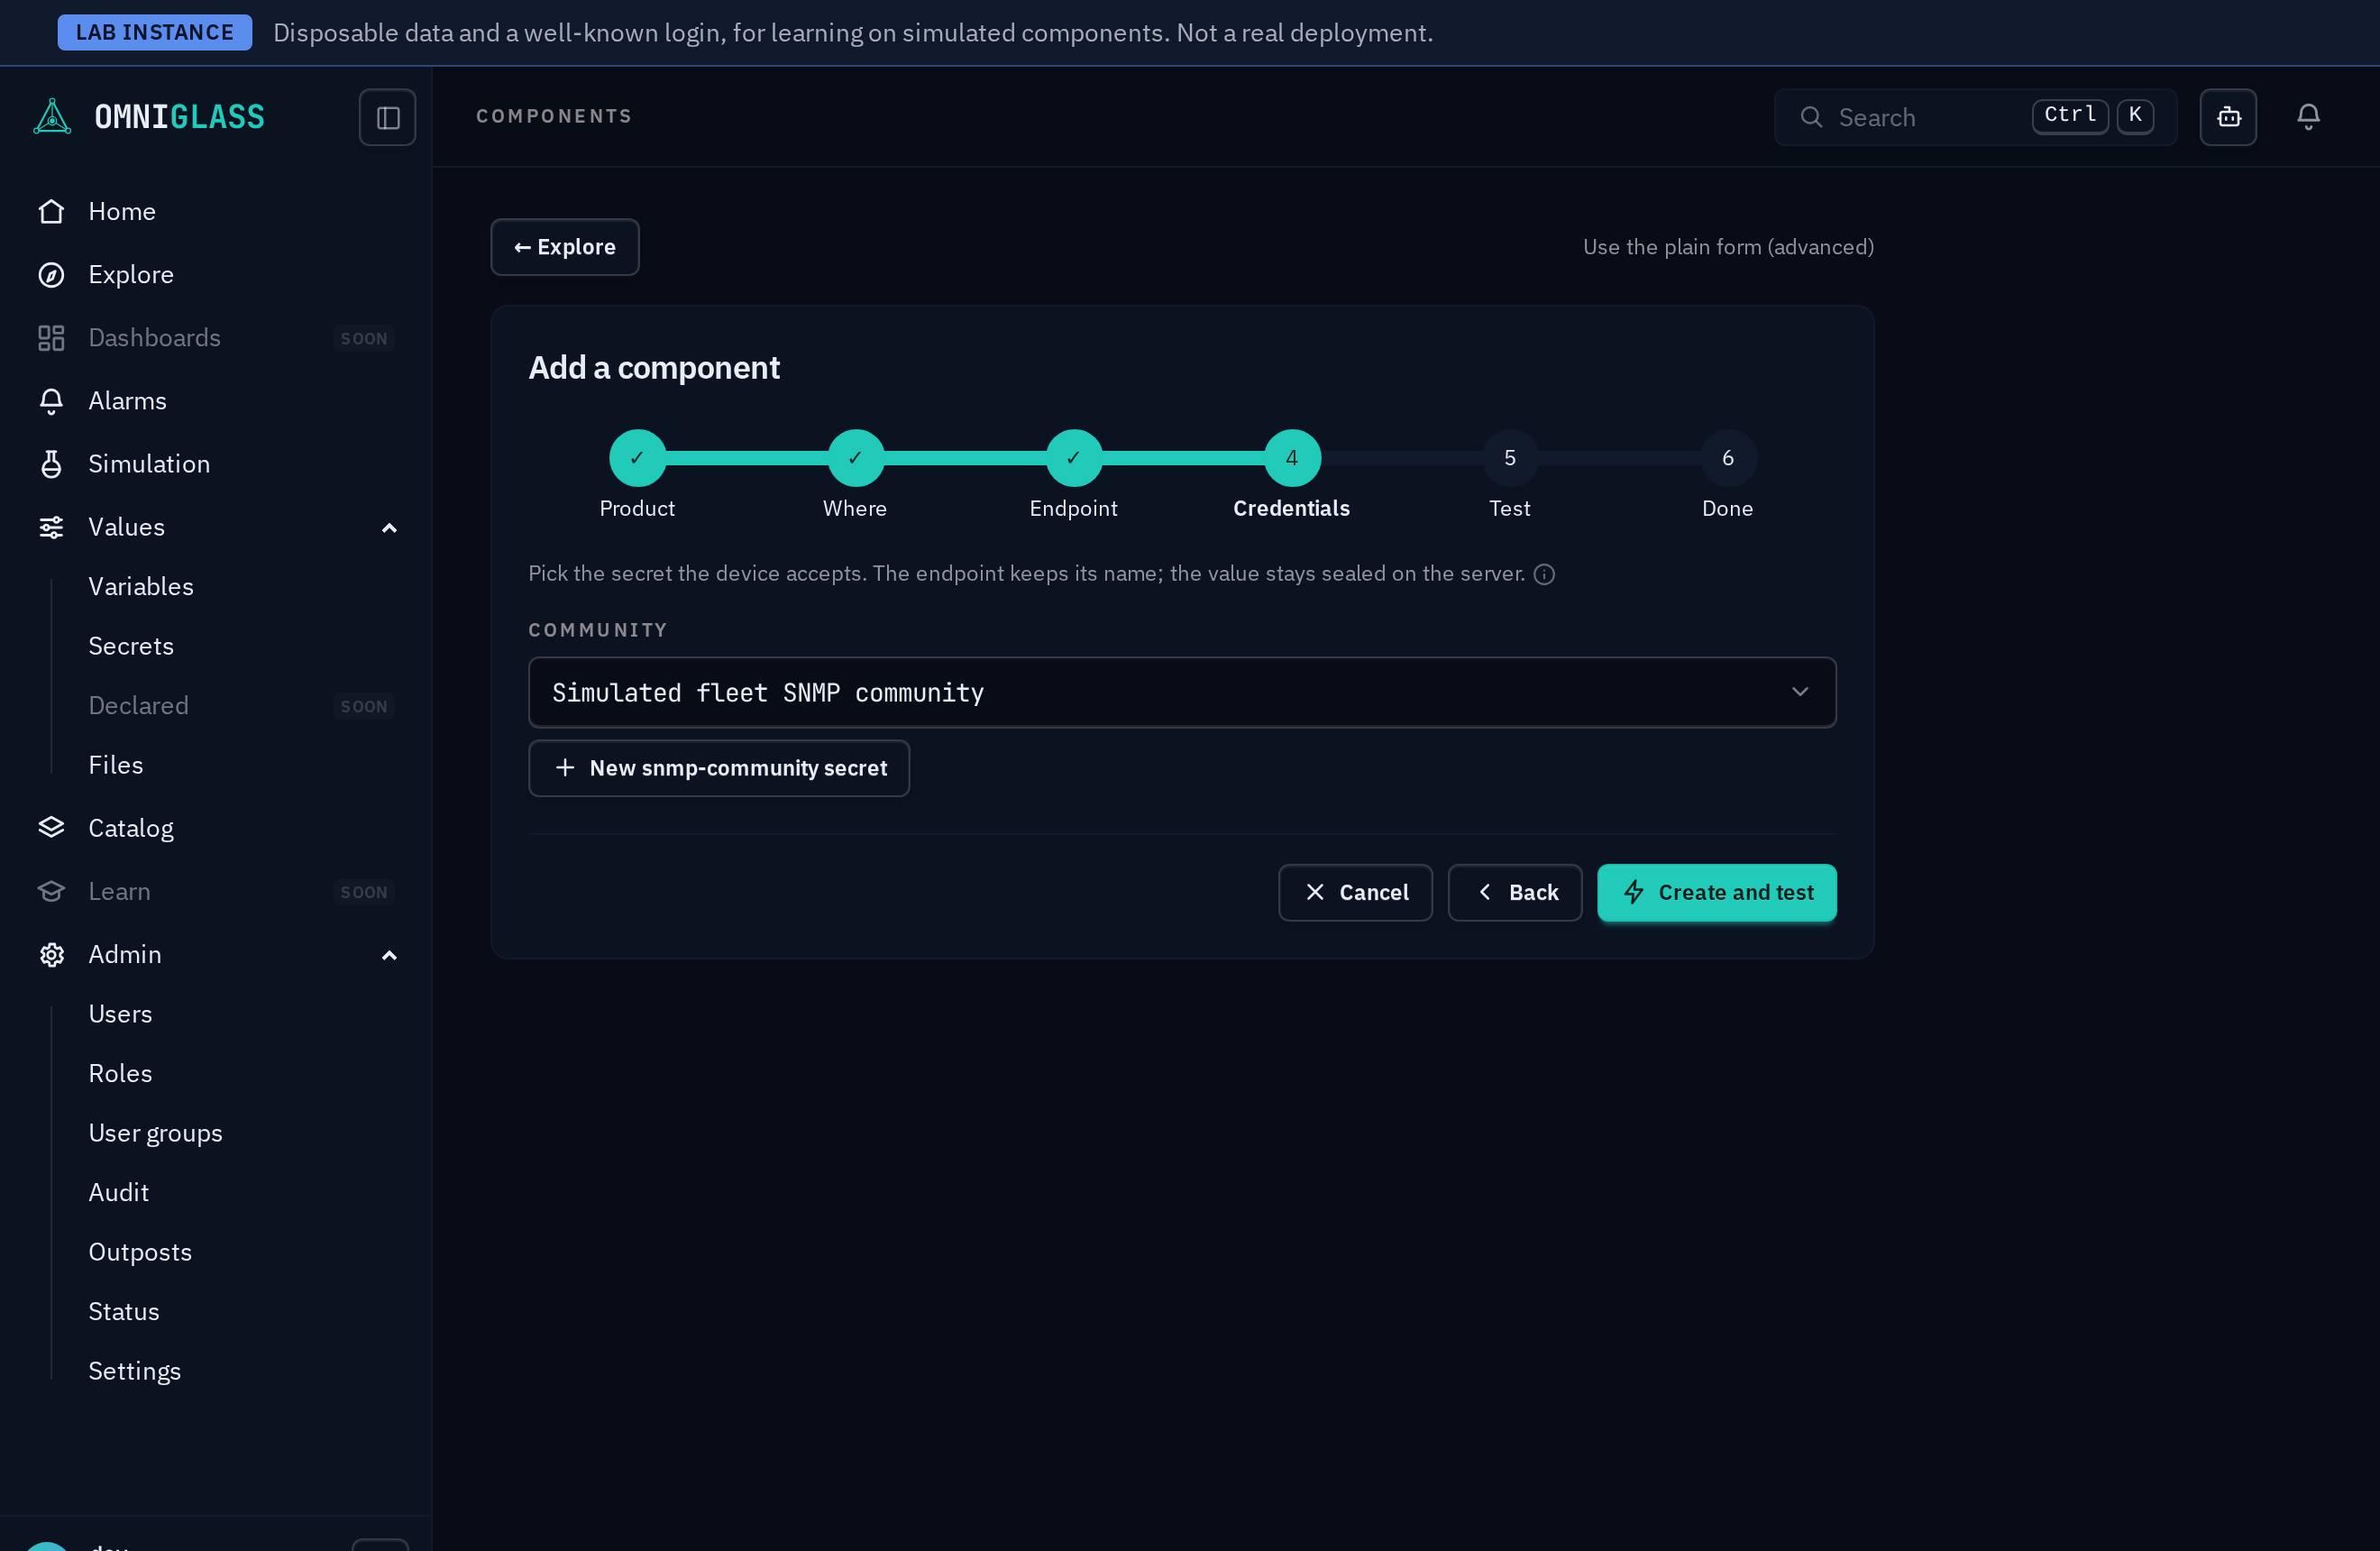 LAB INSTANCE Disposable data and a well-known login, for learning on simulated components. Not a real deployment.
OMNIGLASS
COMPONENTS
Search Ctrl K
Home
Explore
Dashboards SOON
Alarms
Simulation
Values
Variables
Secrets
Declared SOON
Files
Catalog
Learn SOON
Admin
Users
Roles
User groups
Audit
Outposts
Status
Settings
← Explore
Use the plain form (advanced)
Add a component
✓ ✓ ✓ 4 5 6
Product Where Endpoint Credentials Test Done
Pick the secret the device accepts. The endpoint keeps its name; the value stays sealed on the server.
COMMUNITY
Simulated fleet SNMP community
New snmp-community secret
Cancel Back Create and test